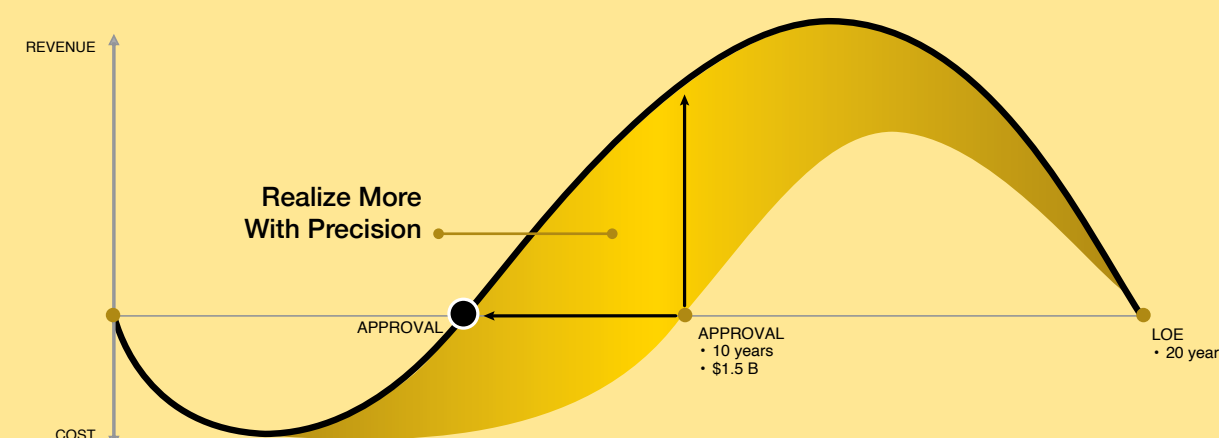 REVENUE
Realize More
With Precision
APPROVAL
APPROVAL
• 10 years
• $1.5 B
LOE
• 20 year
COST